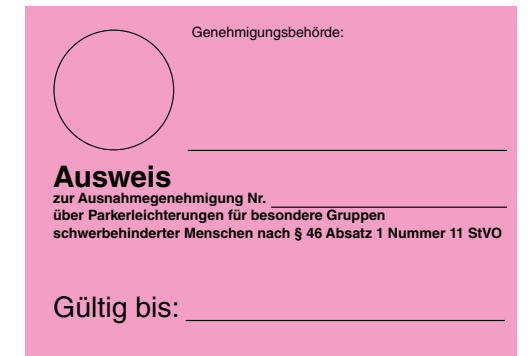 Genehmigungsbehörde:
Ausweis
zur Ausnahmegenehmigung Nr.
über Parkerleichterungen für besondere Gruppen
schwerbehinderter Menschen nach § 46 Absatz 1 Nummer 11 StVO
Gültig bis: